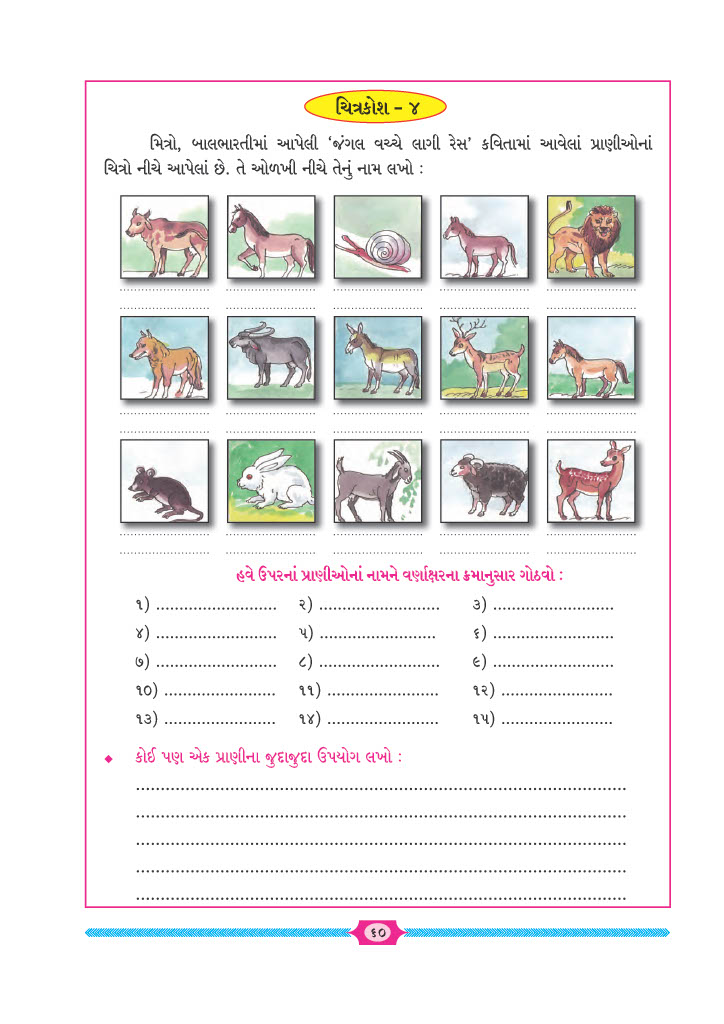 ચિત્રકોશ – ૪
મિત્રો, બાલભારતીમાં આપેલી ‘જંગલ વચ્ચે લાગી રેસ’ કવિતામાં આવેલાં પ્રાણીઓનાં
ચિત્રો નીચે આપેલાં છે. તે ઓળખી નીચે તેનું નામ લખો :
હવે ઉપરનાં પ્રાણીઓનાં નામને વર્ણાક્ષરના ક્રમાનુસાર ગોઠવો :
૧) .......................... ૨) .......................... ૩) ..........................
૪) .......................... ૫) ......................... ૬) ..........................
૭) .......................... ૮) .......................... ૯) ..........................
૧૦) ........................ ૧૧) ........................ ૧૨) ........................
૧૩) ........................ ૧૪) ........................ ૧૫) ........................
◆ કોઈ પણ એક પ્રાણીના જુદાજુદા ઉપયોગ લખો :
૬૦